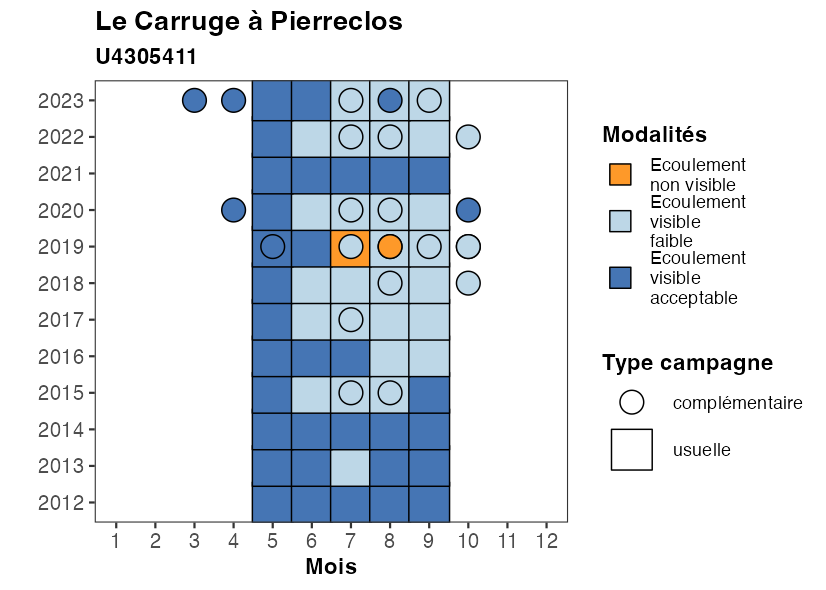 Le Carruge à Pierreclos
U4305411
2023
2022
2021
2020
2019
2018
2017
2016
2015
2014
2013
2012
1 2 3 4 5 6 7 8 9 10 11 12
Mois
Modalités
Ecoulement
non visible
Ecoulement
visible
faible
Ecoulement
visible
acceptable
Type campagne
complémentaire
usuelle